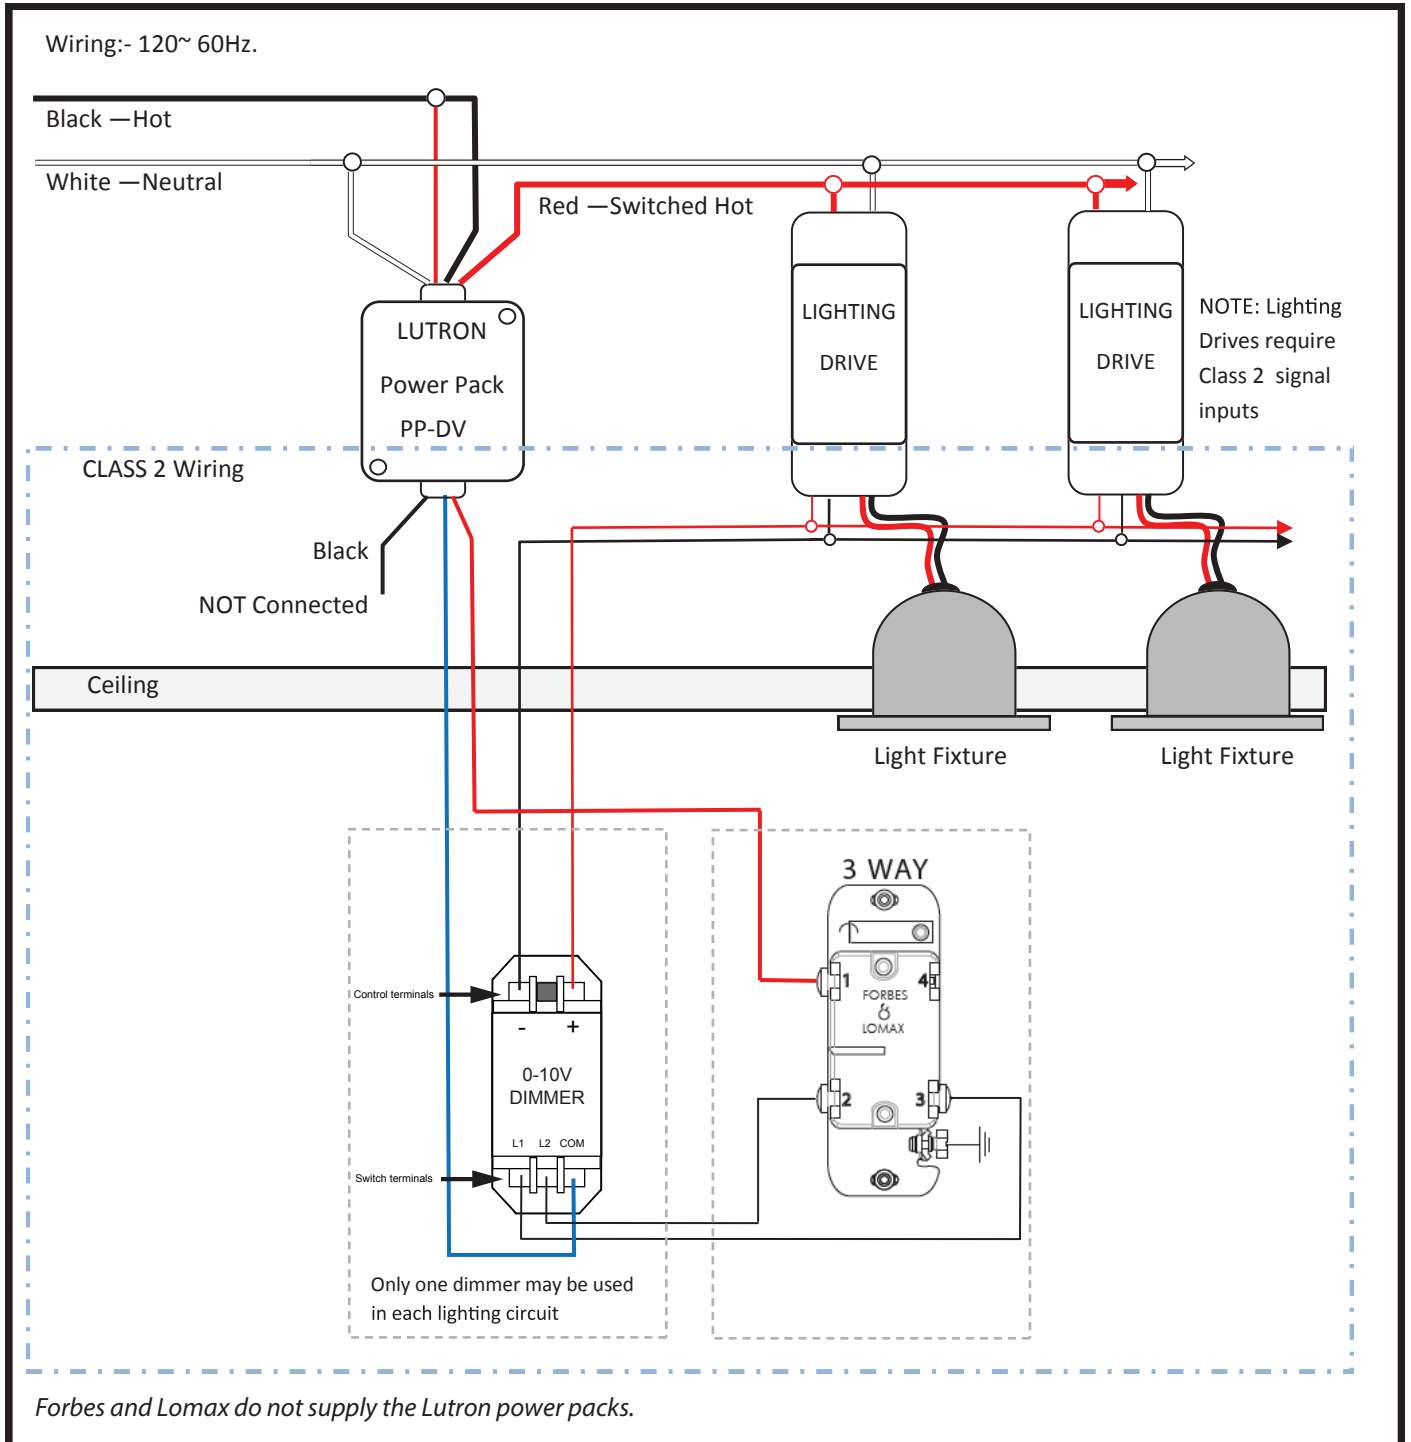 Wiring:- 120~ 60Hz.
Black —Hot
White —Neutral
Red —Switched Hot
LUTRON
Power Pack
PP-DV
LIGHTING
DRIVE
LIGHTING
DRIVE
NOTE: Lighting
Drives require
Class 2 signal
inputs
CLASS 2 Wiring
Black
NOT Connected
Ceiling
Light Fixture
Light Fixture
3 WAY
Control terminals
- +
0-10V
DIMMER
L1 L2 COM
Switch terminals
1 4
FORBES
&
LOMAX
2 3
Only one dimmer may be used
in each lighting circuit
Forbes and Lomax do not supply the Lutron power packs.